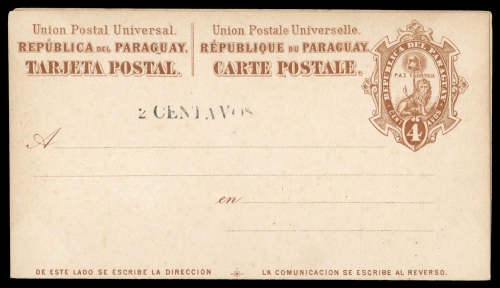 Union Postal Universal.
REPÚBLICA DEL PARAGUAY.
TARJETA POSTAL.
Union Postale Universelle.
RÉPUBLIQUE DU PARAGUAY.
CARTE POSTALE.
REPUBLICA DEL PARAGUAY
PAZ Y JUSTICIA
CENTAVOS
4
2 CENTAVOS
A
en
DE ESTE LADO SE ESCRIBE LA DIRECCION
LA COMUNICACION SE ESCRIBE AL REVERSO.